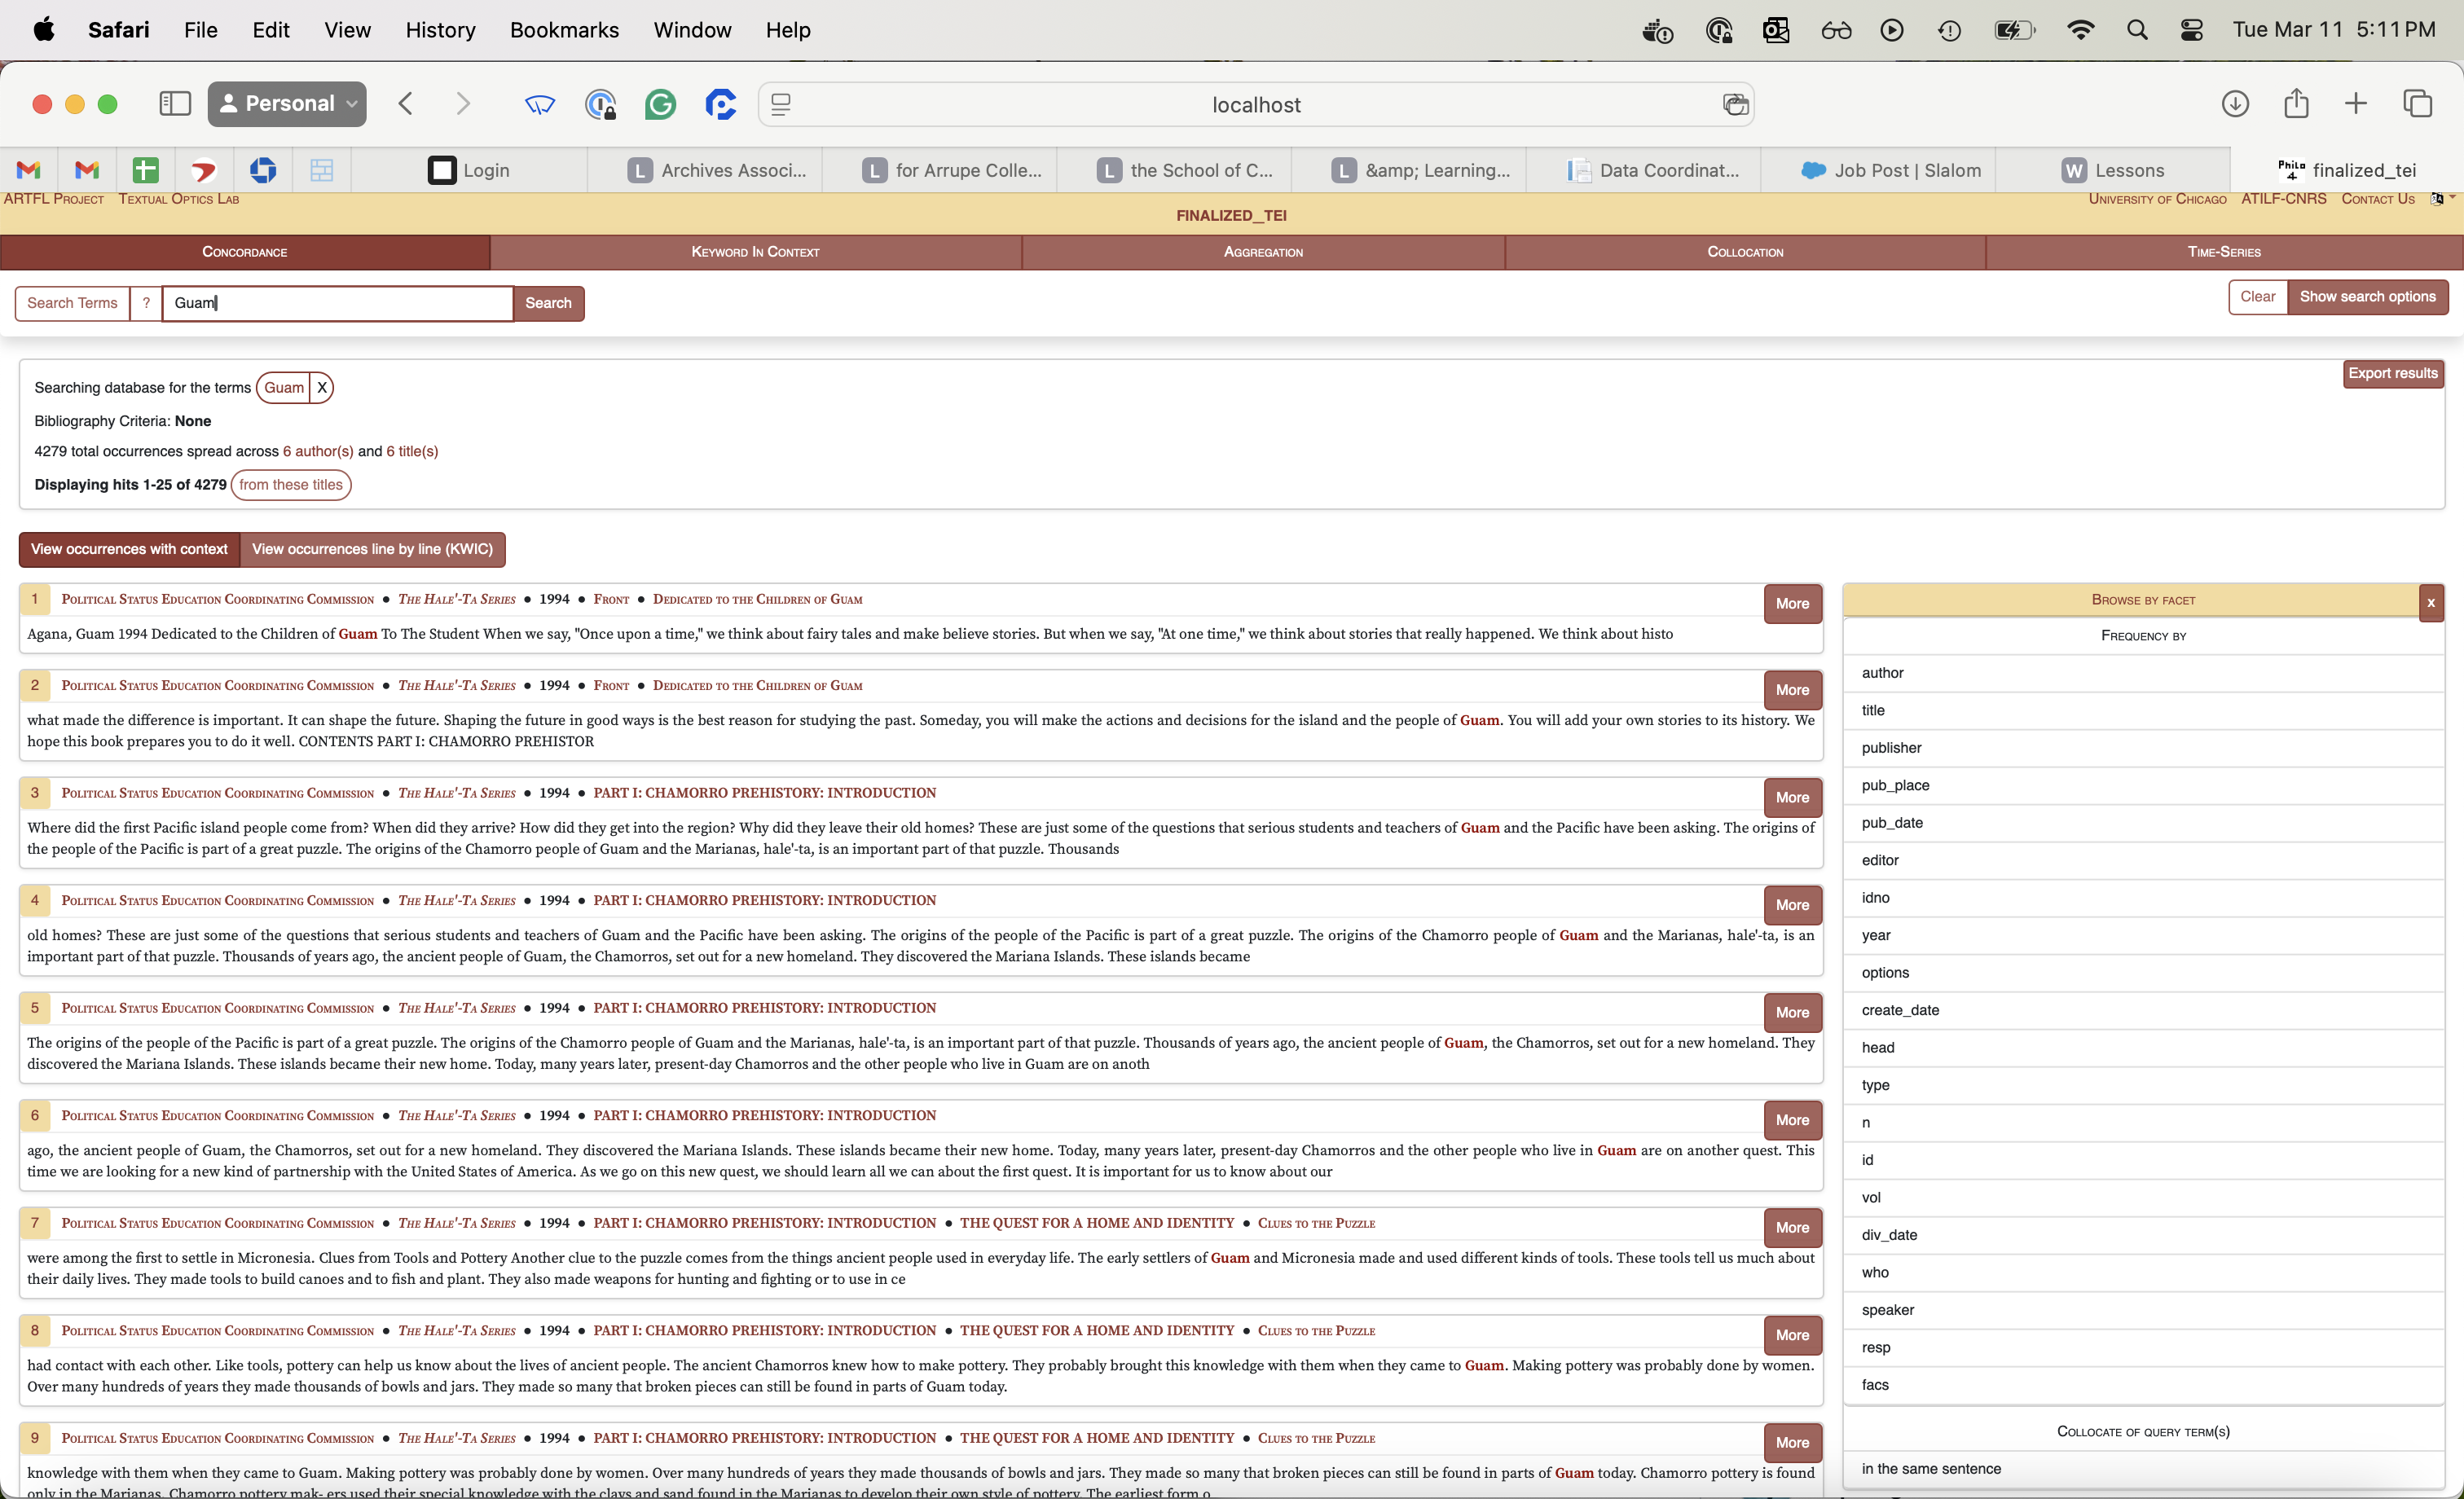 Safari File Edit View History Bookmarks Window Help Tue Mar 11 5:11 PM
Personal localhost
Login Archives Associ... for Arrupe Colle... the School of C... &amp; Learning... Data Coordinat... Job Post | Slalom Lessons finalized_tei
ARTFL Project Textual Optics Lab University of Chicago ATILF-CNRS Contact Us
FINALIZED_TEI
Concordance Keyword In Context Aggregation Collocation Time-Series
Search Terms ? Guam Search Clear Show search options
Searching database for the terms Guam X Export results
Bibliography Criteria: None
4279 total occurrences spread across 6 author(s) and 6 title(s)
Displaying hits 1-25 of 4279 from these titles
View occurrences with context View occurrences line by line (KWIC)
1 Political Status Education Coordinating Commission • The Hale'-Ta Series • 1994 • Front • Dedicated to the Children of Guam More
Agana, Guam 1994 Dedicated to the Children of Guam To The Student When we say, "Once upon a time," we think about fairy tales and make believe stories. But when we say, "At one time," we think about stories that really happened. We think about histo
2 Political Status Education Coordinating Commission • The Hale'-Ta Series • 1994 • Front • Dedicated to the Children of Guam More
what made the difference is important. It can shape the future. Shaping the future in good ways is the best reason for studying the past. Someday, you will make the actions and decisions for the island and the people of Guam. You will add your own stories to its history. We
hope this book prepares you to do it well. CONTENTS PART I: CHAMORRO PREHISTOR
3 Political Status Education Coordinating Commission • The Hale'-Ta Series • 1994 • PART I: CHAMORRO PREHISTORY: INTRODUCTION More
Where did the first Pacific island people come from? When did they arrive? How did they get into the region? Why did they leave their old homes? These are just some of the questions that serious students and teachers of Guam and the Pacific have been asking. The origins of
the people of the Pacific is part of a great puzzle. The origins of the Chamorro people of Guam and the Marianas, hale'-ta, is an important part of that puzzle. Thousands
4 Political Status Education Coordinating Commission • The Hale'-Ta Series • 1994 • PART I: CHAMORRO PREHISTORY: INTRODUCTION More
old homes? These are just some of the questions that serious students and teachers of Guam and the Pacific have been asking. The origins of the people of the Pacific is part of a great puzzle. The origins of the Chamorro people of Guam and the Marianas, hale'-ta, is an
important part of that puzzle. Thousands of years ago, the ancient people of Guam, the Chamorros, set out for a new homeland. They discovered the Mariana Islands. These islands became
5 Political Status Education Coordinating Commission • The Hale'-Ta Series • 1994 • PART I: CHAMORRO PREHISTORY: INTRODUCTION More
The origins of the people of the Pacific is part of a great puzzle. The origins of the Chamorro people of Guam and the Marianas, hale'-ta, is an important part of that puzzle. Thousands of years ago, the ancient people of Guam, the Chamorros, set out for a new homeland. They
discovered the Mariana Islands. These islands became their new home. Today, many years later, present-day Chamorros and the other people who live in Guam are on anoth
6 Political Status Education Coordinating Commission • The Hale'-Ta Series • 1994 • PART I: CHAMORRO PREHISTORY: INTRODUCTION More
ago, the ancient people of Guam, the Chamorros, set out for a new homeland. They discovered the Mariana Islands. These islands became their new home. Today, many years later, present-day Chamorros and the other people who live in Guam are on another quest. This
time we are looking for a new kind of partnership with the United States of America. As we go on this new quest, we should learn all we can about the first quest. It is important for us to know about our
7 Political Status Education Coordinating Commission • The Hale'-Ta Series • 1994 • PART I: CHAMORRO PREHISTORY: INTRODUCTION • THE QUEST FOR A HOME AND IDENTITY • Clues to the Puzzle More
were among the first to settle in Micronesia. Clues from Tools and Pottery Another clue to the puzzle comes from the things ancient people used in everyday life. The early settlers of Guam and Micronesia made and used different kinds of tools. These tools tell us much about
their daily lives. They made tools to build canoes and to fish and plant. They also made weapons for hunting and fighting or to use in ce
8 Political Status Education Coordinating Commission • The Hale'-Ta Series • 1994 • PART I: CHAMORRO PREHISTORY: INTRODUCTION • THE QUEST FOR A HOME AND IDENTITY • Clues to the Puzzle More
had contact with each other. Like tools, pottery can help us know about the lives of ancient people. The ancient Chamorros knew how to make pottery. They probably brought this knowledge with them when they came to Guam. Making pottery was probably done by women.
Over many hundreds of years they made thousands of bowls and jars. They made so many that broken pieces can still be found in parts of Guam today.
9 Political Status Education Coordinating Commission • The Hale'-Ta Series • 1994 • PART I: CHAMORRO PREHISTORY: INTRODUCTION • THE QUEST FOR A HOME AND IDENTITY • Clues to the Puzzle More
knowledge with them when they came to Guam. Making pottery was probably done by women. Over many hundreds of years they made thousands of bowls and jars. They made so many that broken pieces can still be found in parts of Guam today. Chamorro pottery is found
only in the Marianas. Chamorro pottery mak- ers used their special knowledge with the clays and sand found in the Marianas to develop their own style of pottery. The earliest form o
Browse by facet x
Frequency by
author
title
publisher
pub_place
pub_date
editor
idno
year
options
create_date
head
type
n
id
vol
div_date
who
speaker
resp
facs
Collocate of query term(s)
in the same sentence